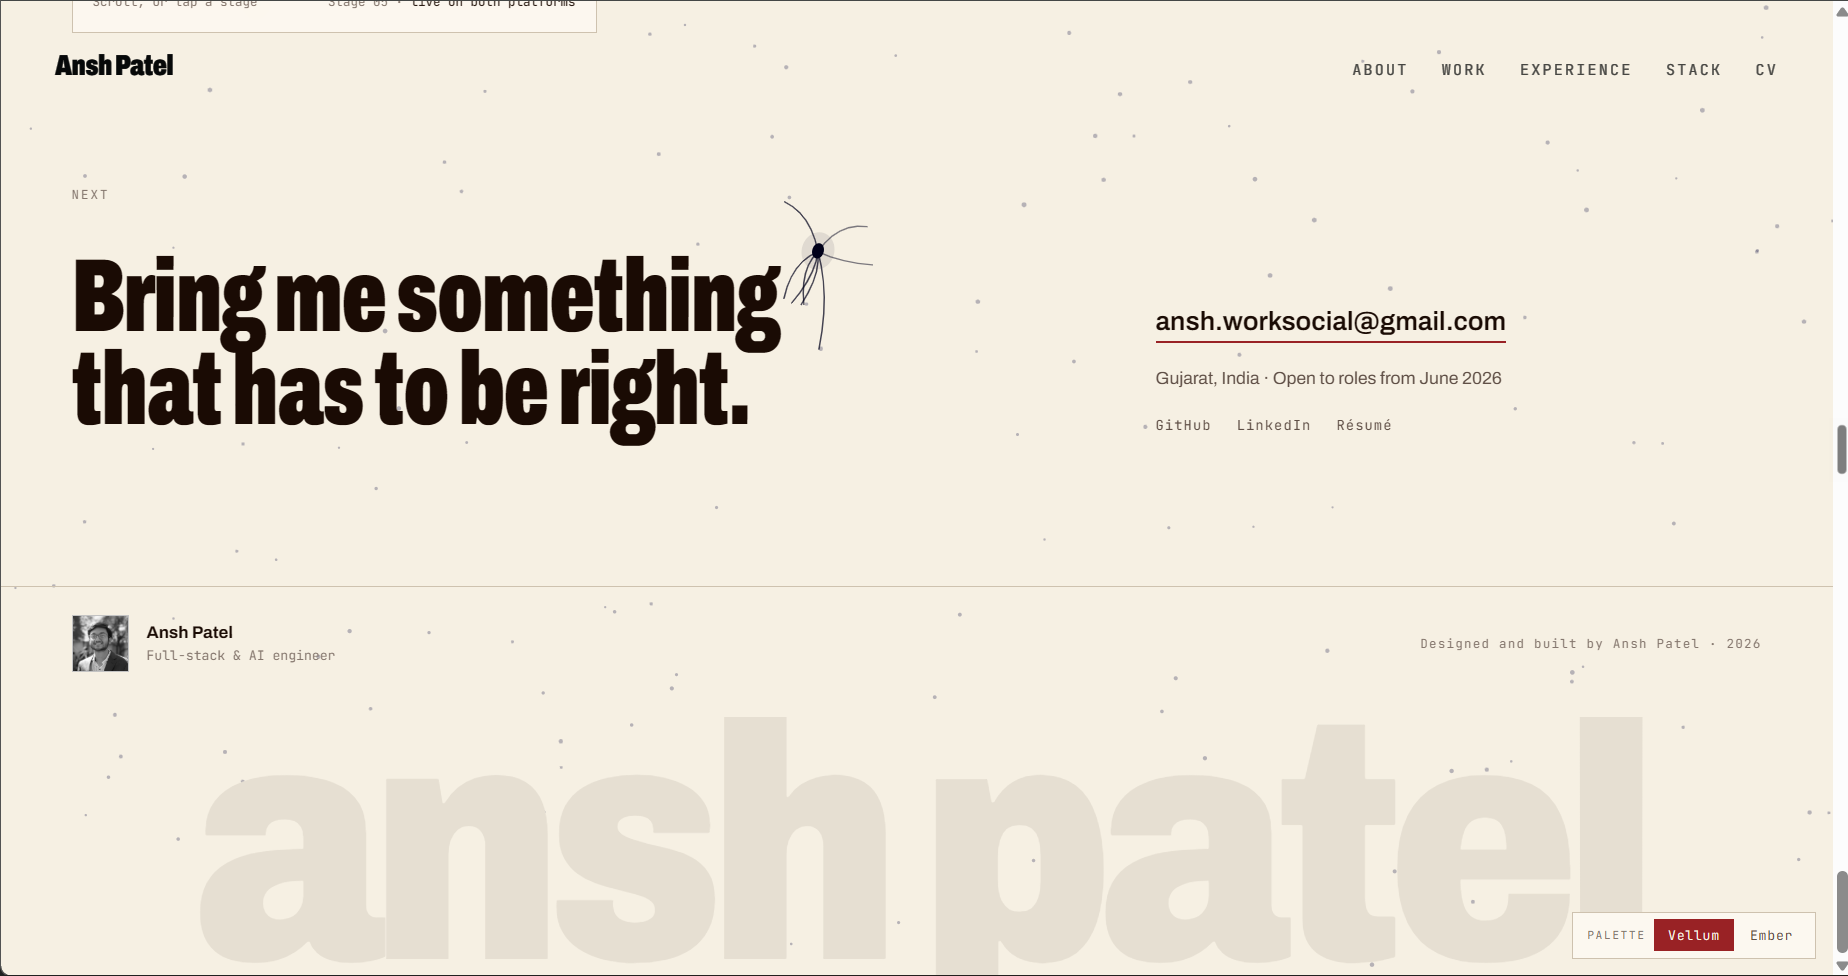 Scroll, or tap a stage
Stage 05 · live on both platforms
Ansh Patel
ABOUT WORK EXPERIENCE STACK CV
NEXT
Bring me something
that has to be right.
ansh.worksocial@gmail.com
Gujarat, India · Open to roles from June 2026
GitHub LinkedIn Résumé
Ansh Patel
Full-stack & AI engineer
Designed and built by Ansh Patel · 2026
ansh patel
PALETTE Vellum Ember